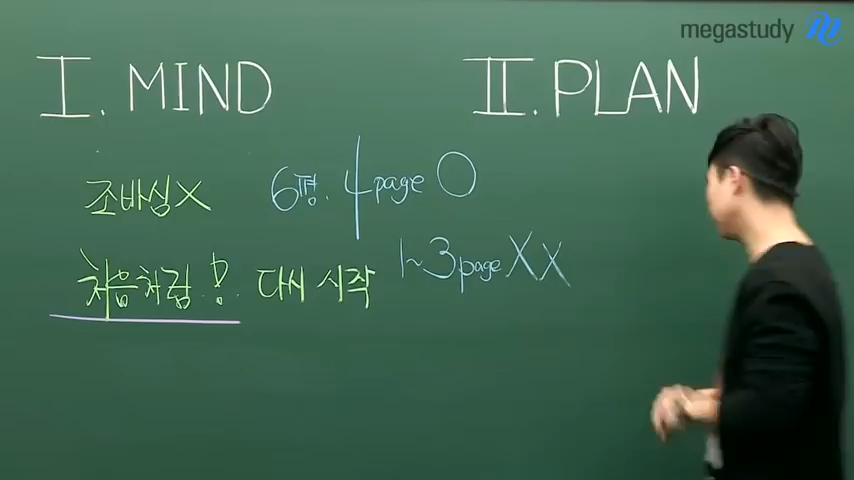 megastudy
I. MIND
II. PLAN
조바심X 6평. 4page O
1~3page XX
처음처럼!. 다시 시작